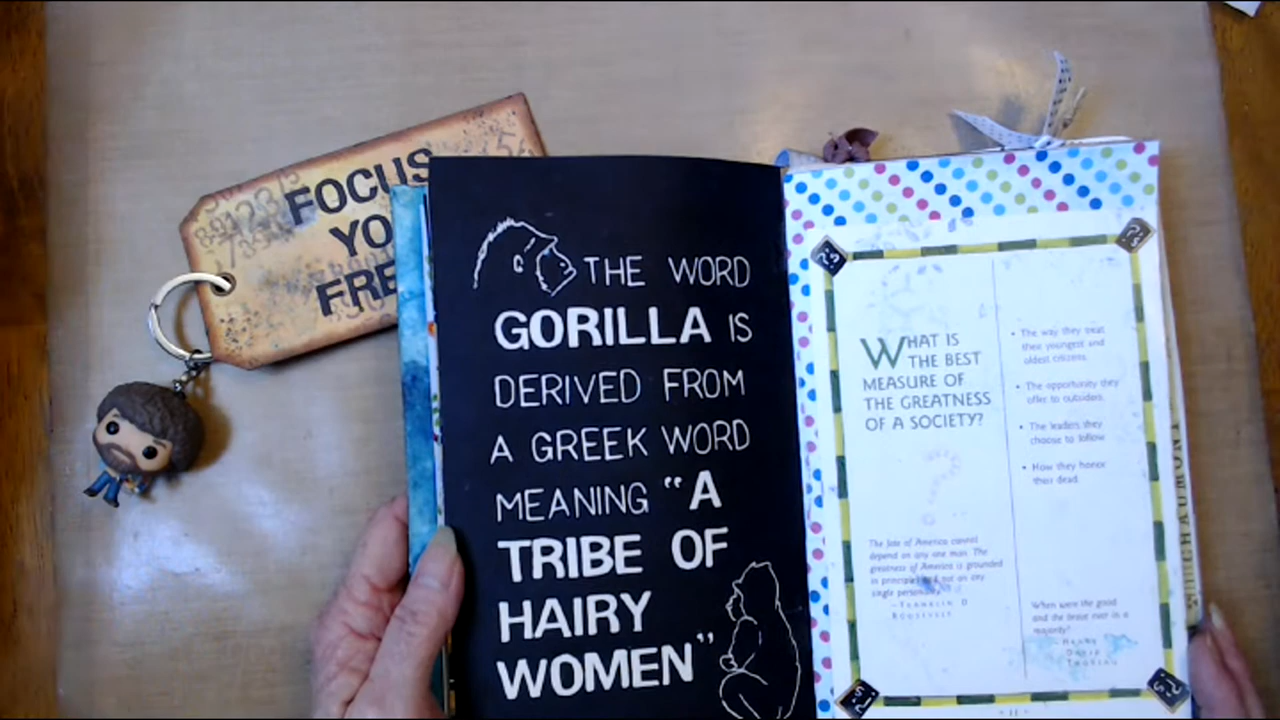 FOCUS
YO
FRE
THE WORD
GORILLA IS
DERIVED FROM
A GREEK WORD
MEANING "A
TRIBE OF
HAIRY
WOMEN"
WHAT IS
THE BEST
MEASURE OF
THE GREATNESS
OF A SOCIETY?
The fate of America cannot
depend on any one man. The
greatness of America is grounded
in principles and not on any
single personality.
—FRANKLIN D
ROOSEVELT
• The way they treat
their youngest and
oldest citizens.
• The opportunity they
offer to outsiders.
• The leaders they
choose to follow.
• How they honor
their dead.
When were the good
and the brave ever in a
majority?
—HENRY
DAVID
THOREAU